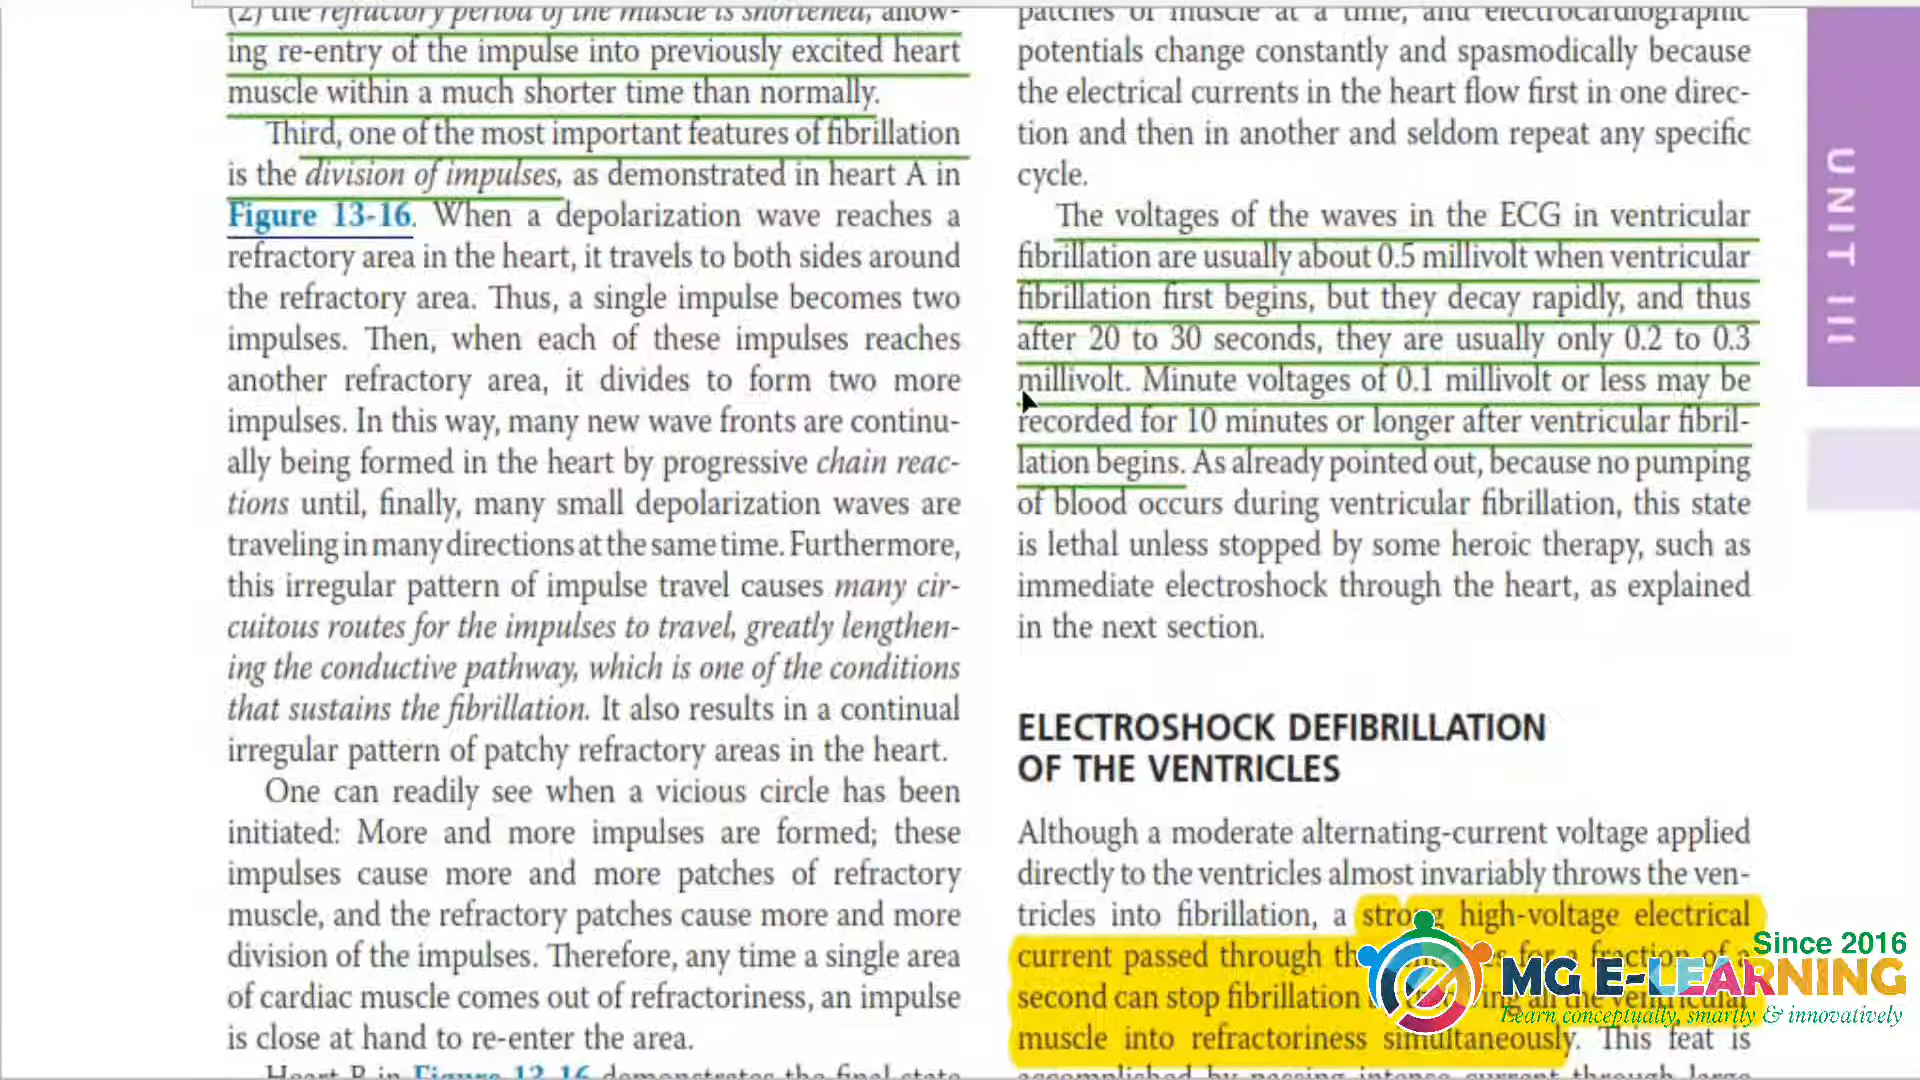 (2) the refractory period of the muscle is shortened, allow-
ing re-entry of the impulse into previously excited heart
muscle within a much shorter time than normally.
Third, one of the most important features of fibrillation
is the division of impulses, as demonstrated in heart A in
Figure 13-16. When a depolarization wave reaches a
refractory area in the heart, it travels to both sides around
the refractory area. Thus, a single impulse becomes two
impulses. Then, when each of these impulses reaches
another refractory area, it divides to form two more
impulses. In this way, many new wave fronts are continu-
ally being formed in the heart by progressive chain reac-
tions until, finally, many small depolarization waves are
traveling in many directions at the same time. Furthermore,
this irregular pattern of impulse travel causes many cir-
cuitous routes for the impulses to travel, greatly lengthen-
ing the conductive pathway, which is one of the conditions
that sustains the fibrillation. It also results in a continual
irregular pattern of patchy refractory areas in the heart.
One can readily see when a vicious circle has been
initiated: More and more impulses are formed; these
impulses cause more and more patches of refractory
muscle, and the refractory patches cause more and more
division of the impulses. Therefore, any time a single area
of cardiac muscle comes out of refractoriness, an impulse
is close at hand to re-enter the area.
Heart B in Figure 13-16 demonstrates the final state
patches of muscle at a time, and electrocardiographic
potentials change constantly and spasmodically because
the electrical currents in the heart flow first in one direc-
tion and then in another and seldom repeat any specific
cycle.
The voltages of the waves in the ECG in ventricular
fibrillation are usually about 0.5 millivolt when ventricular
fibrillation first begins, but they decay rapidly, and thus
after 20 to 30 seconds, they are usually only 0.2 to 0.3
millivolt. Minute voltages of 0.1 millivolt or less may be
recorded for 10 minutes or longer after ventricular fibril-
lation begins. As already pointed out, because no pumping
of blood occurs during ventricular fibrillation, this state
is lethal unless stopped by some heroic therapy, such as
immediate electroshock through the heart, as explained
in the next section.
ELECTROSHOCK DEFIBRILLATION
OF THE VENTRICLES
Although a moderate alternating-current voltage applied
directly to the ventricles almost invariably throws the ven-
tricles into fibrillation, a strong high-voltage electrical
current passed through the for a fraction of a
second can stop fibrillation all the ventricular
muscle into refractoriness simultaneously. This feat is
accomplished by passing intense current through large
UNIT III
Since 2016
MG E-LEARNING
Learn conceptually, smartly & innovatively